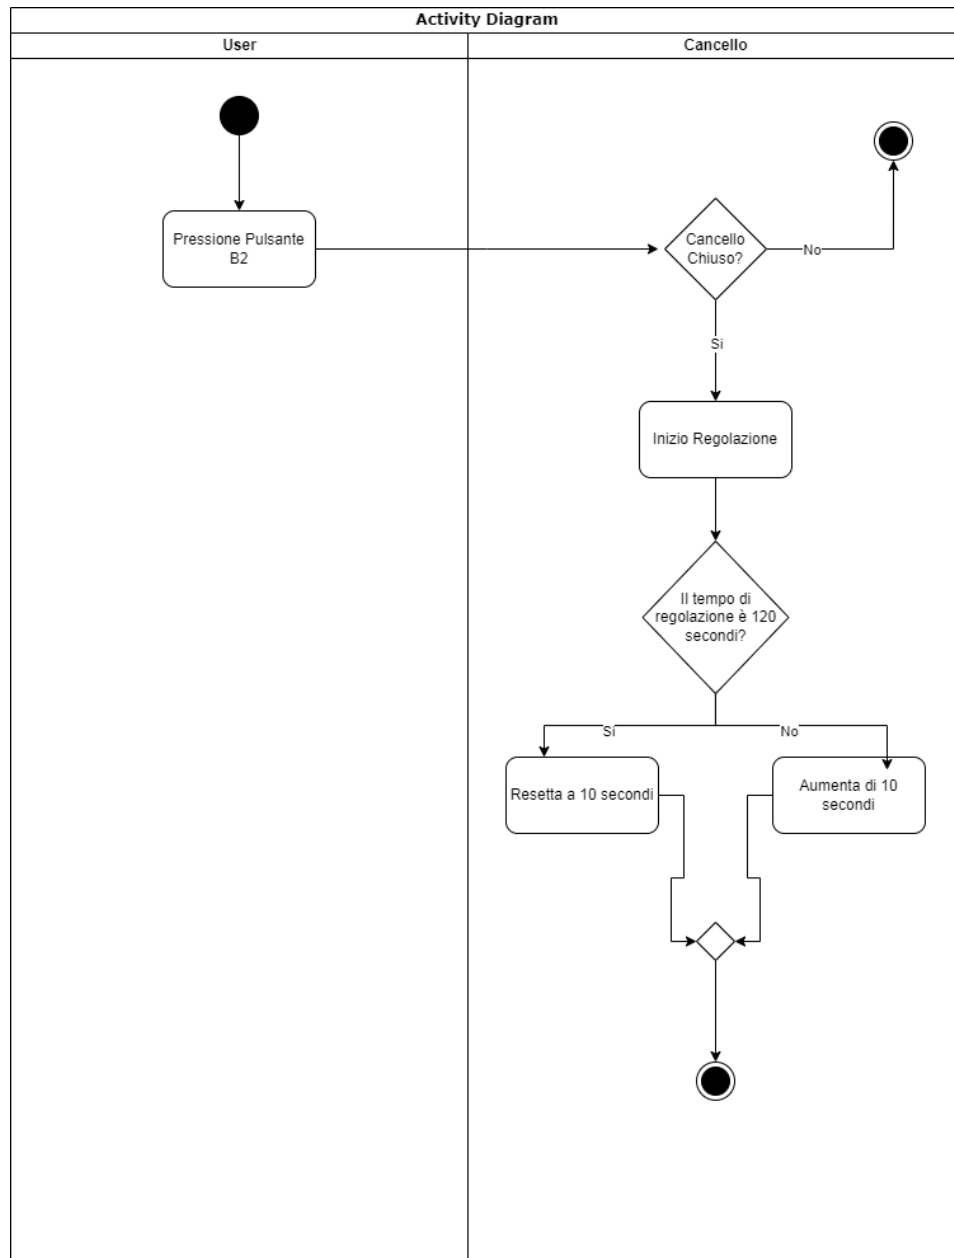 Activity Diagram
User
Cancello
Pressione Pulsante
B2
Cancello
Chiuso?
No
Si
Inizio Regolazione
Il tempo di
regolazione è 120
secondi?
Si
No
Resetta a 10 secondi
Aumenta di 10
secondi